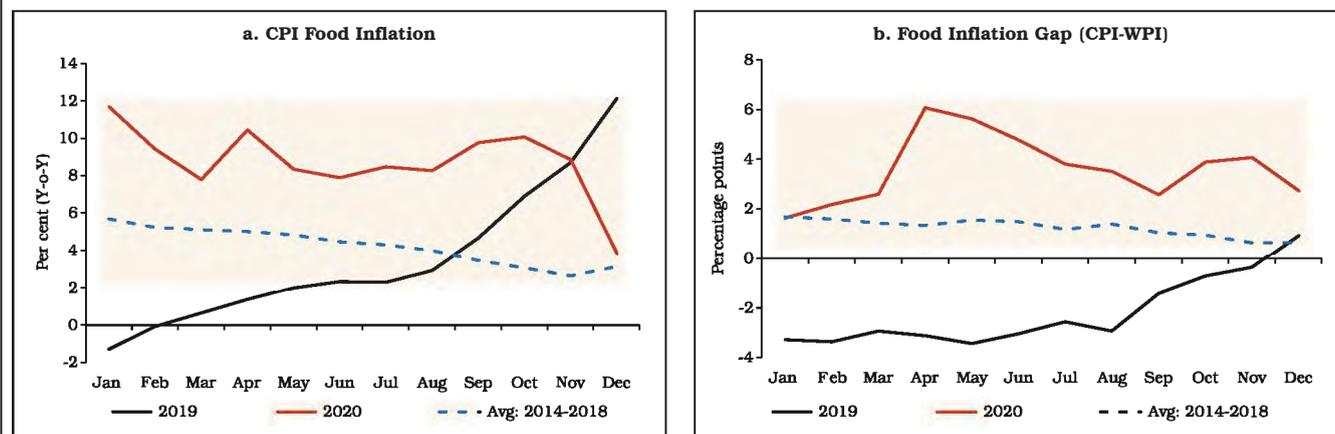 a. CPI Food Inflation
Per cent (Y-o-Y)
14
12
10
8
6
4
2
0
-2
Jan Feb Mar Apr May Jun Jul Aug Sep Oct Nov Dec
2019 2020 Avg: 2014-2018
b. Food Inflation Gap (CPI-WPI)
Percentage points
8
6
4
2
0
-2
-4
Jan Feb Mar Apr May Jun Jul Aug Sep Oct Nov Dec
2019 2020 Avg: 2014-2018